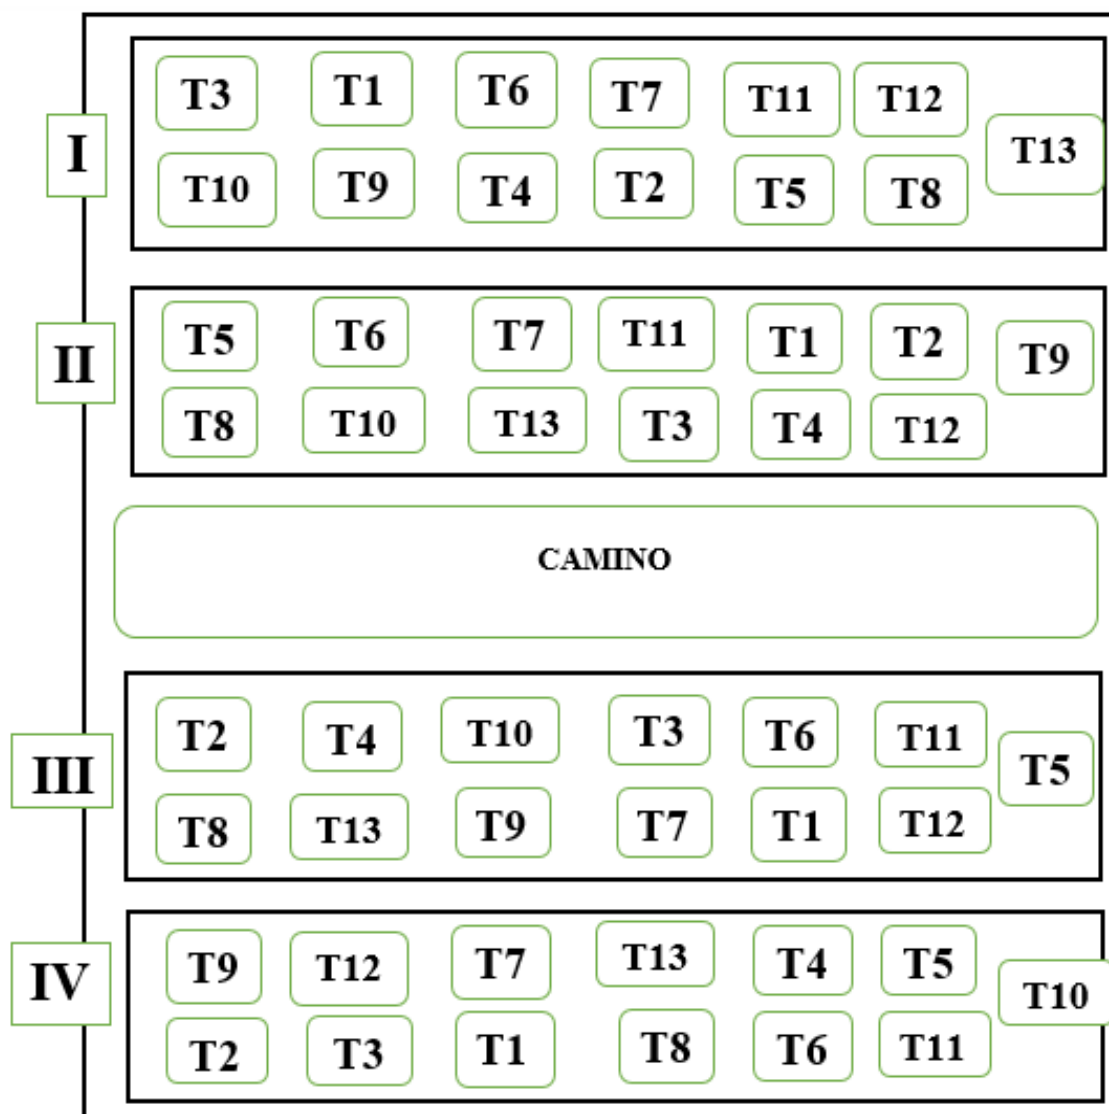 I
T3 T1 T6 T7 T11 T12 T13
T10 T9 T4 T2 T5 T8
II
T5 T6 T7 T11 T1 T2 T9
T8 T10 T13 T3 T4 T12
CAMINO
III
T2 T4 T10 T3 T6 T11 T5
T8 T13 T9 T7 T1 T12
IV
T9 T12 T7 T13 T4 T5 T10
T2 T3 T1 T8 T6 T11